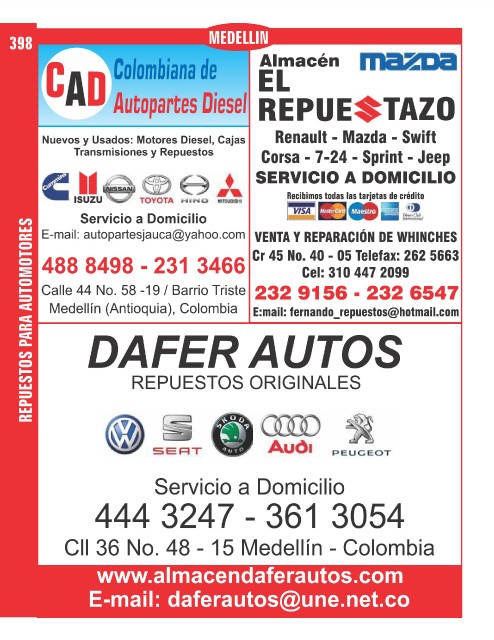 398
MEDELLIN
REPUESTOS PARA AUTOMOTORES
CAD
Colombiana de
Autopartes Diesel
Nuevos y Usados: Motores Diesel, Cajas
Transmisiones y Repuestos
Cummins
ISUZU
NISSAN
TOYOTA
HINO
MITSUBISHI
Servicio a Domicilio
E-mail: autopartesjauca@yahoo.com
488 8498 - 231 3466
Calle 44 No. 58 -19 / Barrio Triste
Medellín (Antioquia), Colombia
Almacén
mazda
EL
REPUESTAZO
Renault - Mazda - Swift
Corsa - 7-24 - Sprint - Jeep
SERVICIO A DOMICILIO
Recibimos todas las tarjetas de crédito
VISA
MasterCard
Maestro
VENTA Y REPARACIÓN DE WHINCHES
Cr 45 No. 40 - 05 Telefax: 262 5663
Cel: 310 447 2099
232 9156 - 232 6547
E:mail: fernando_repuestos@hotmail.com
DAFER AUTOS
REPUESTOS ORIGINALES
SEAT
SKODA
AUTO
Audi
PEUGEOT
Servicio a Domicilio
444 3247 - 361 3054
Cll 36 No. 48 - 15 Medellín - Colombia
www.almacendaferautos.com
E-mail: daferautos@une.net.co